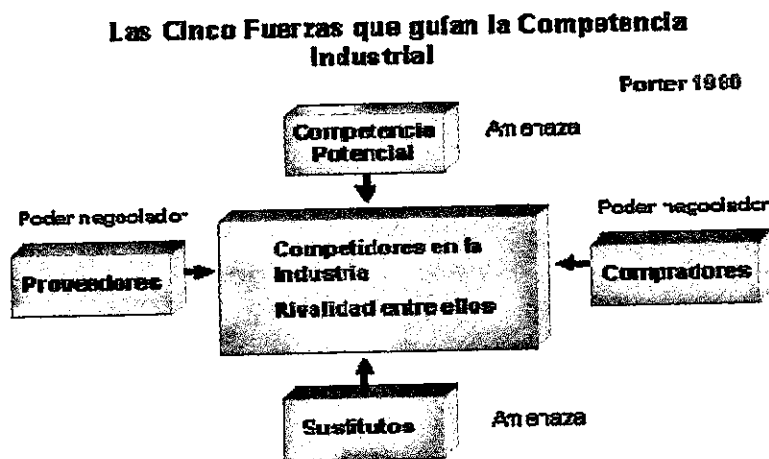 Las Cinco Fuerzas que guían la Competencia
Industrial
Porter 1980
Competencia
Potencial
Amenaza
Poder negociador
Poder negociador
Proveedores
Competidores en la
Industria
Rivalidad entre ellos
Compradores
Sustitutos
Amenaza